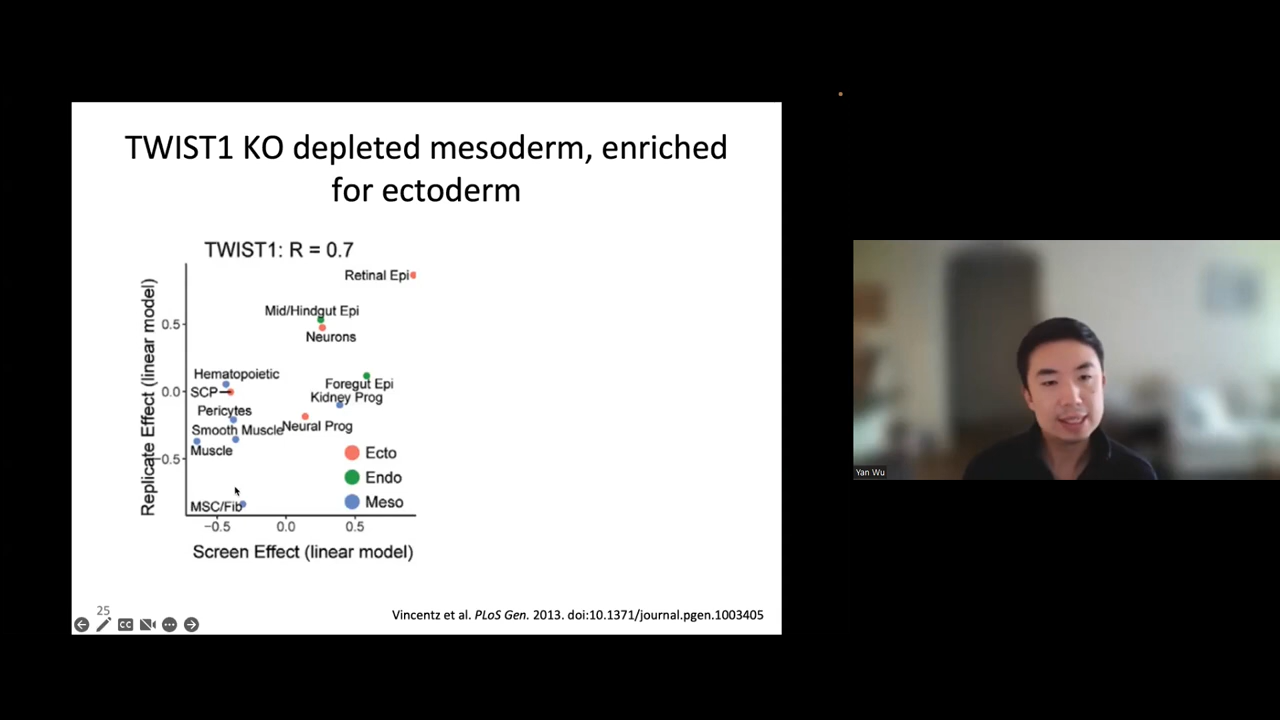 TWIST1 KO depleted mesoderm, enriched
for ectoderm
TWIST1: R = 0.7
Replicate Effect (linear model)
0.5
0.0
−0.5
Retinal Epi
Mid/Hindgut Epi
Neurons
Hematopoietic
SCP
Foregut Epi
Kidney Prog
Pericytes
Smooth Muscle
Neural Prog
Muscle
MSC/Fib
Ecto
Endo
Meso
−0.5 0.0 0.5
Screen Effect (linear model)
25
CC
Vincentz et al. PLoS Gen. 2013. doi:10.1371/journal.pgen.1003405
Yan Wu